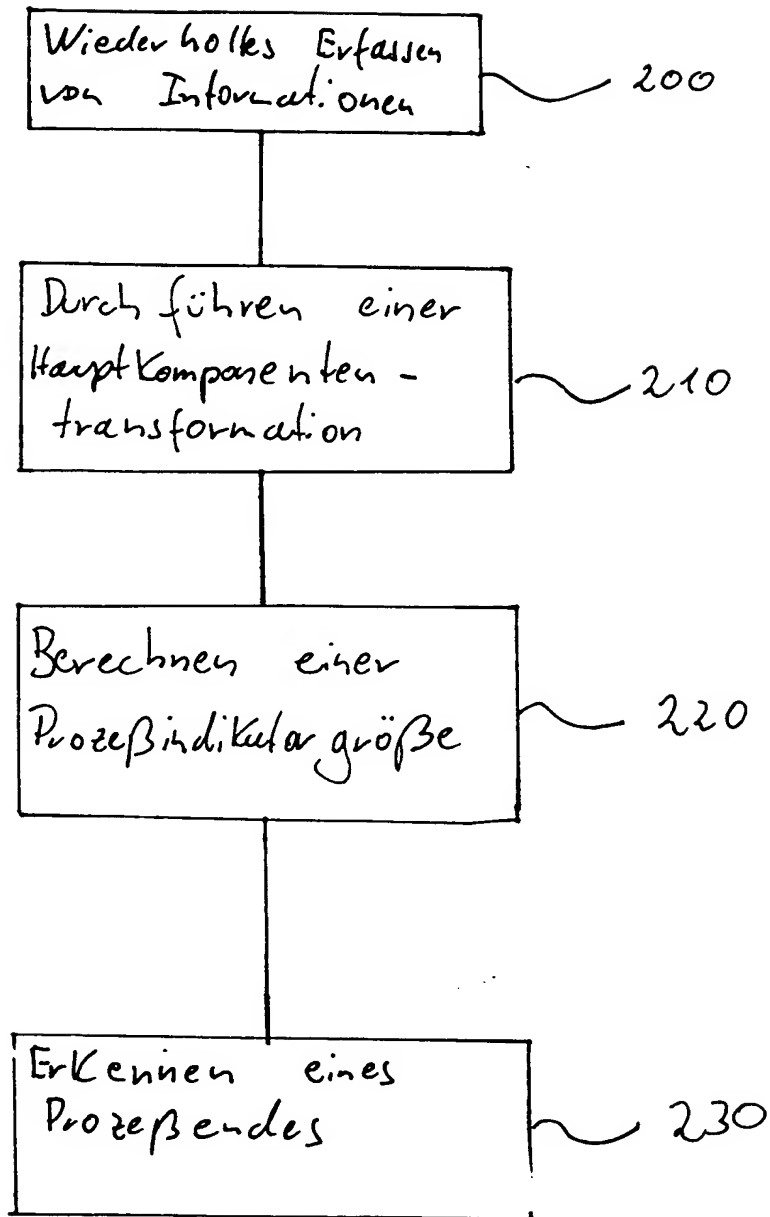 Wiederholtes Erfassen
von Informationen
200
Durchführen einer
Hauptkomponenten-
transformation
210
Berechnen einer
Prozeßindikatorgröße
220
Erkennen eines
Prozeßendes
230